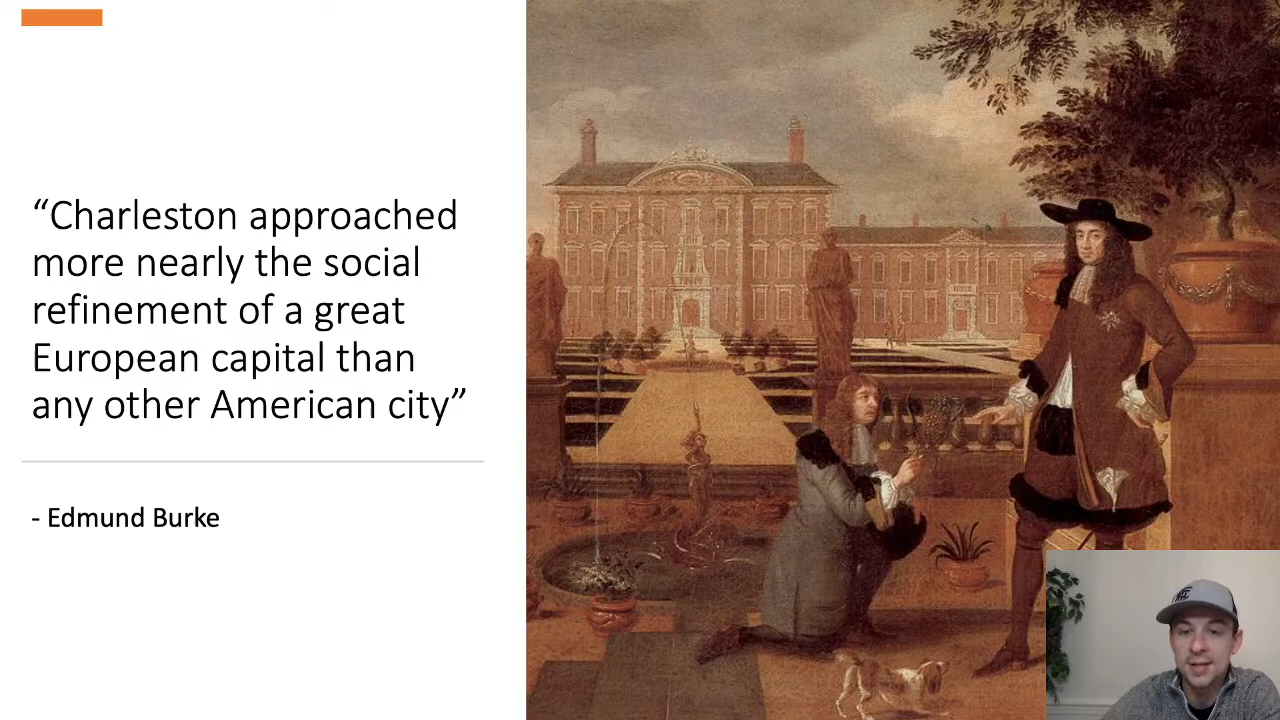 “Charleston approached
more nearly the social
refinement of a great
European capital than
any other American city”
- Edmund Burke